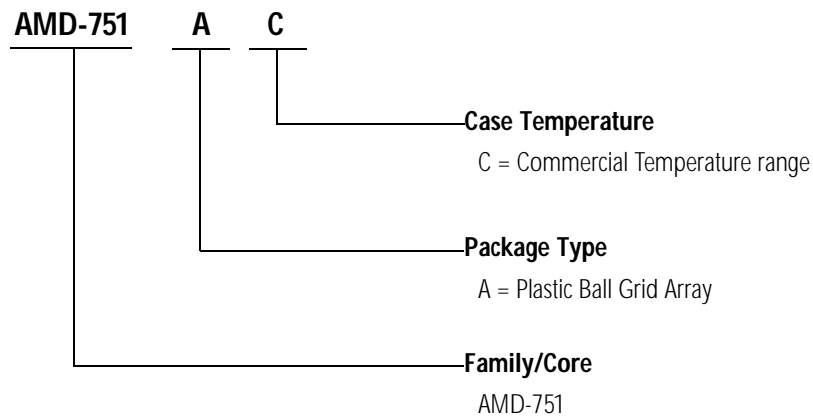 AMD-751 A C
Case Temperature
C = Commercial Temperature range
Package Type
A = Plastic Ball Grid Array
Family/Core
AMD-751